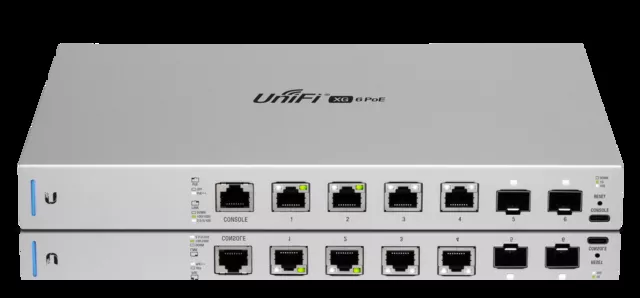 UniFi XG 6 PoE
U
CONSOLE 1 2 3 4 5 6
RESET
CONSOLE